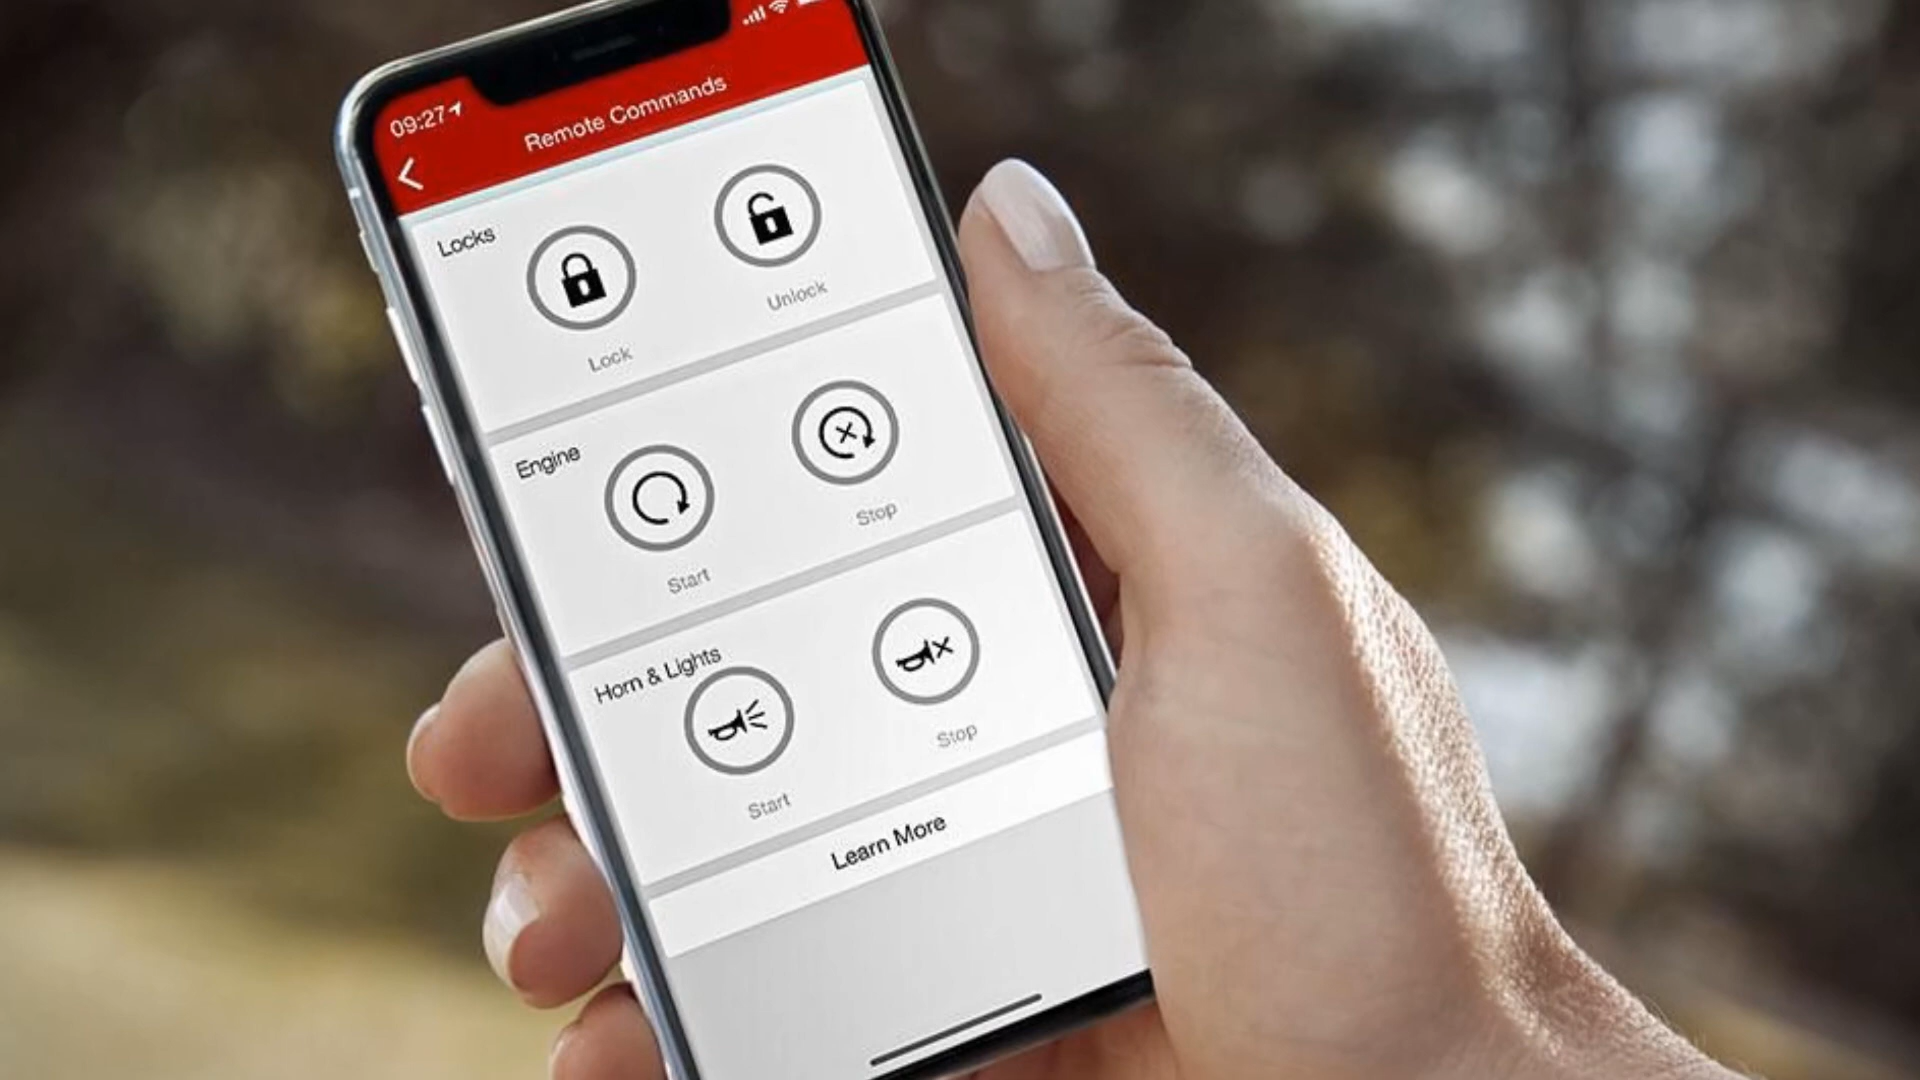 09:27
Remote Commands
Locks
Lock
Unlock
Engine
Start
Stop
Horn & Lights
Start
Stop
Learn More